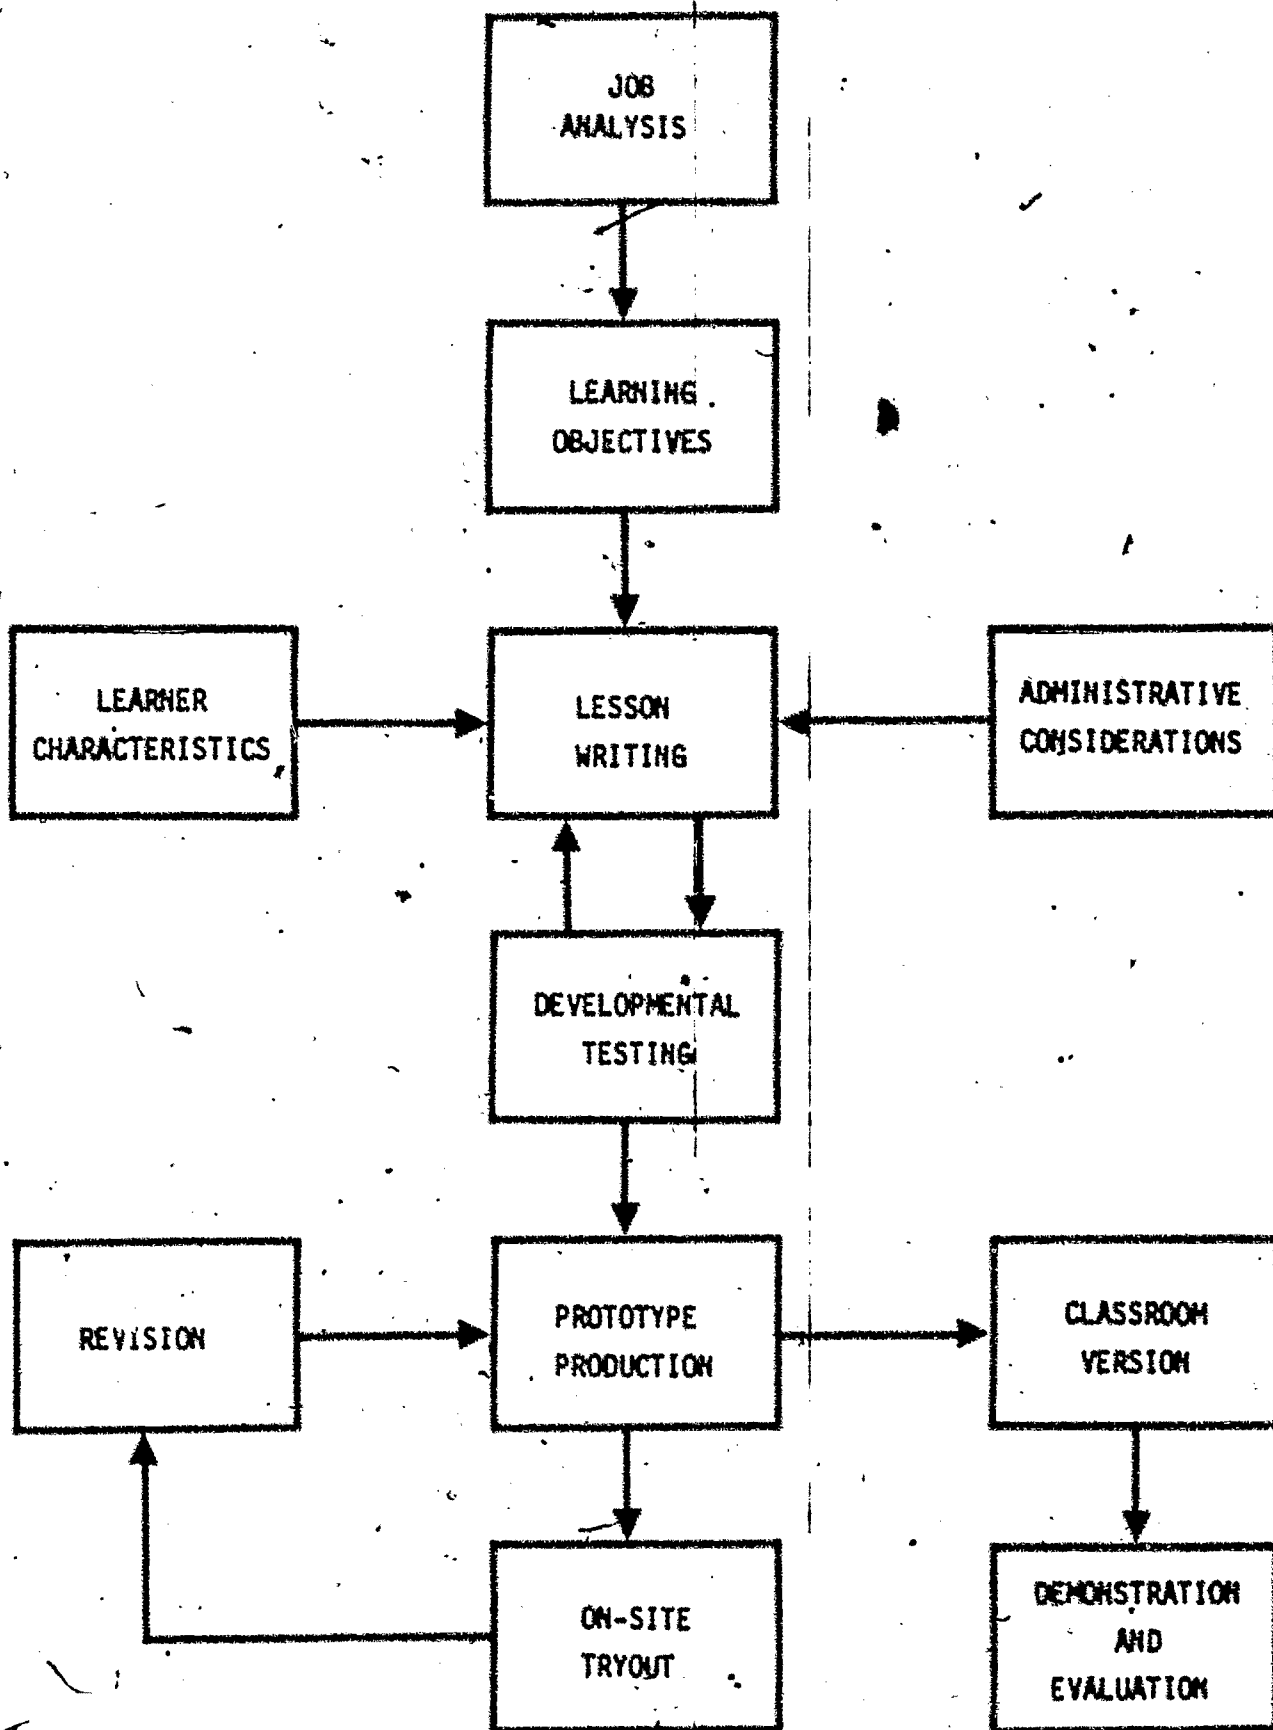 JOB
ANALYSIS
LEARNING
OBJECTIVES
LEARNER
CHARACTERISTICS
LESSON
WRITING
ADMINISTRATIVE
CONSIDERATIONS
DEVELOPMENTAL
TESTING
REVISION
PROTOTYPE
PRODUCTION
CLASSROOM
VERSION
ON-SITE
TRYOUT
DEMONSTRATION
AND
EVALUATION